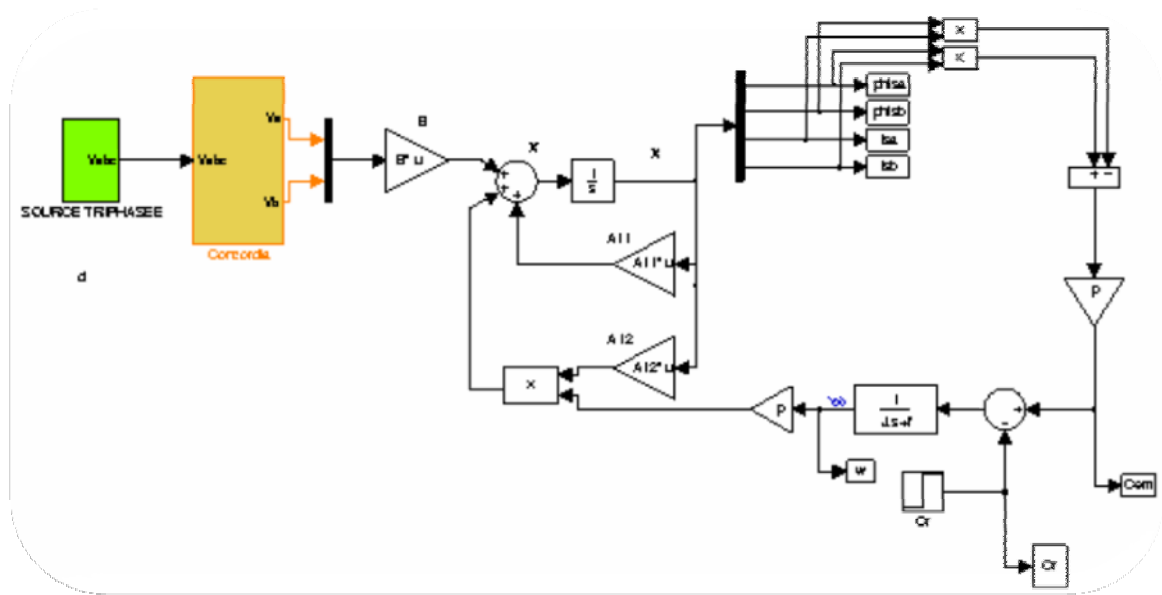 Vabc
SOURCE TRIPHASEE
d
Vabc
Va
Vb
Concordia
B
B* u
X
+
+
+
1
s
x
A11
A11* u
A12
A12* u
x
phisa
phisb
isa
isb
x
x
+ -
p
Cem
+
-
1
J.s+f
p
w
Cr
Cr